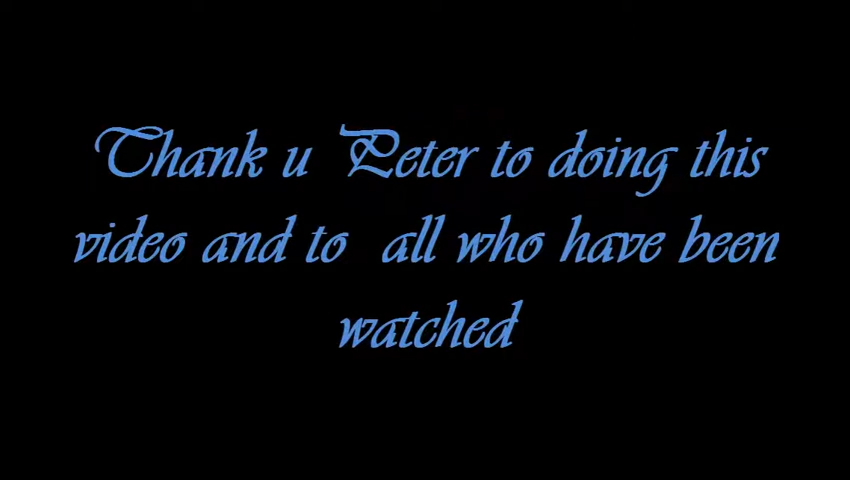 Thank u Peter to doing this
video and to all who have been
watched